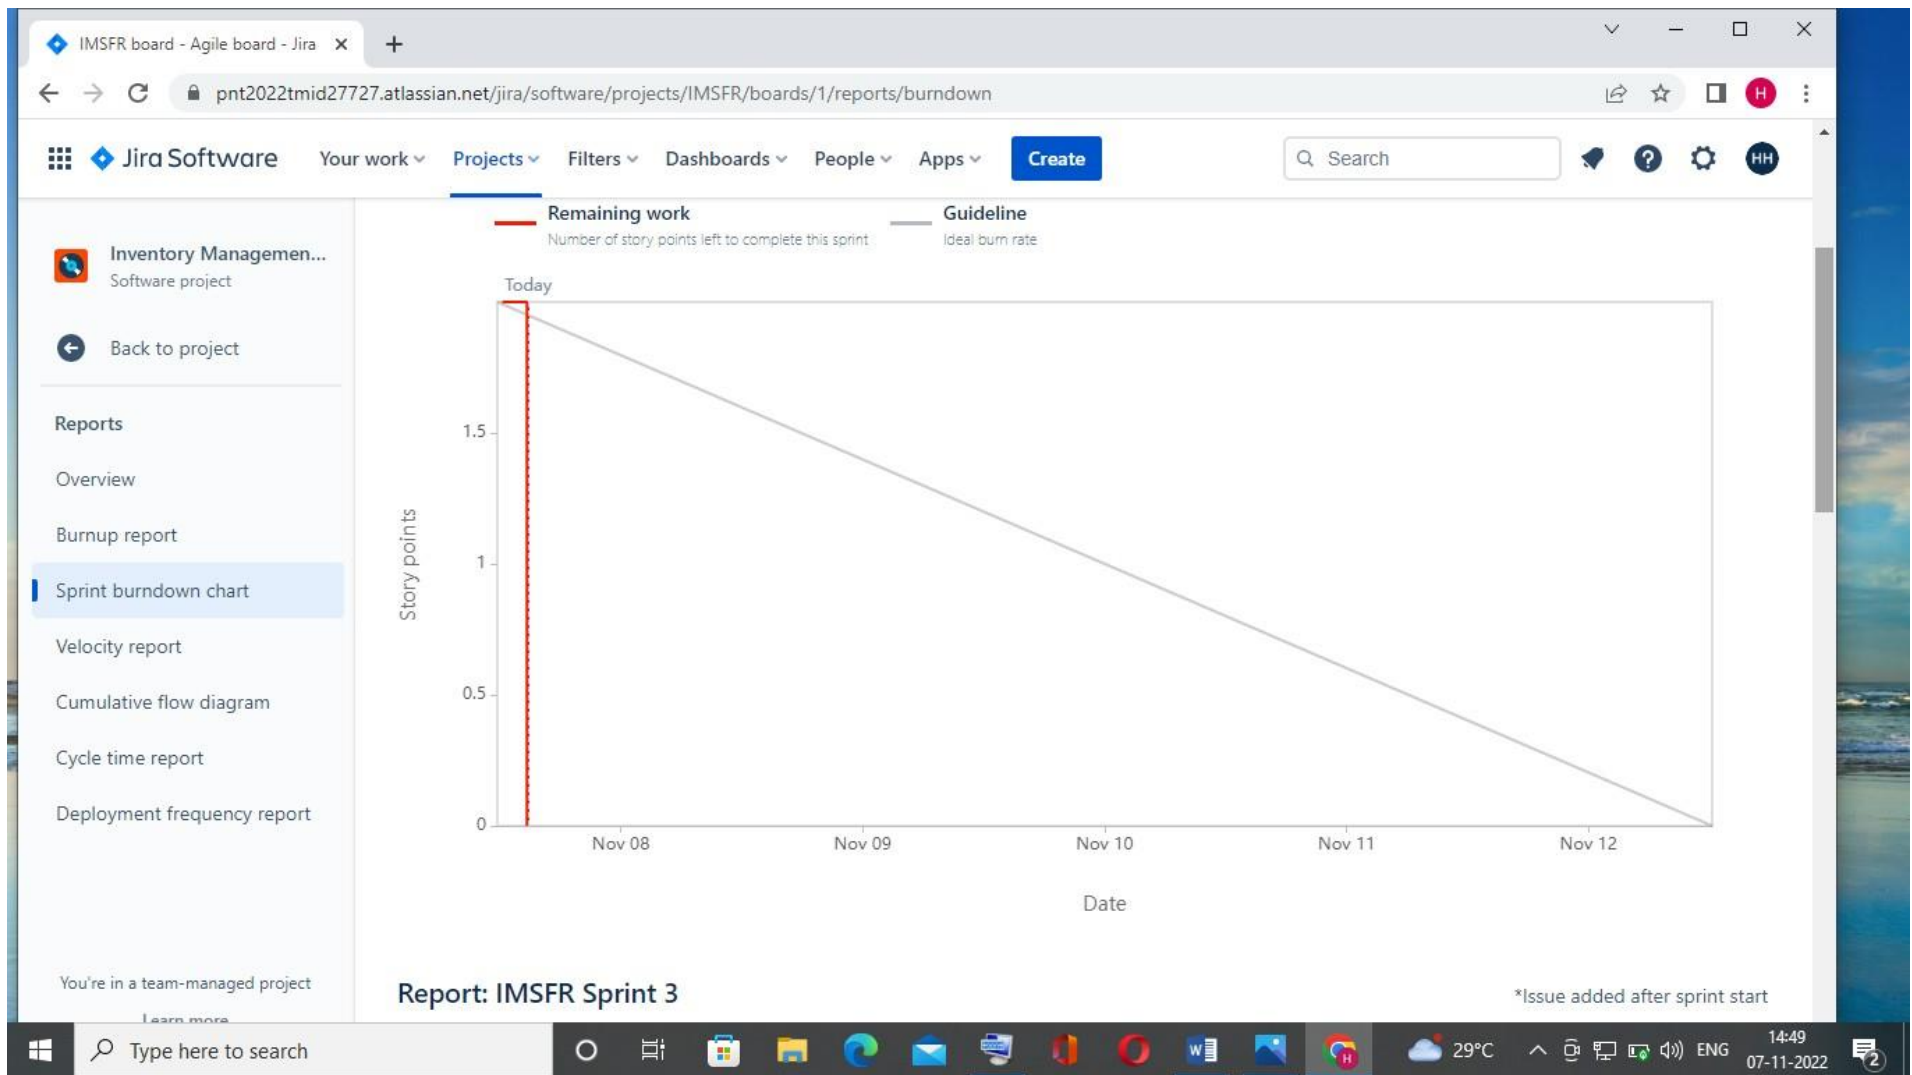 IMSFR board - Agile board - Jira
pnt2022tmid27727.atlassian.net/jira/software/projects/IMSFR/boards/1/reports/burndown
H
Jira Software Your work Projects Filters Dashboards People Apps Create Search HH
Inventory Managemen...
Software project
Back to project
Reports
Overview
Burnup report
Sprint burndown chart
Velocity report
Cumulative flow diagram
Cycle time report
Deployment frequency report
You're in a team-managed project
Learn more
Remaining work
Number of story points left to complete this sprint
Guideline
Ideal burn rate
Today
1.5
1
0.5
0
Story points
Nov 08 Nov 09 Nov 10 Nov 11 Nov 12
Date
Report: IMSFR Sprint 3
*Issue added after sprint start
Type here to search
29°C
ENG
14:49
07-11-2022
2